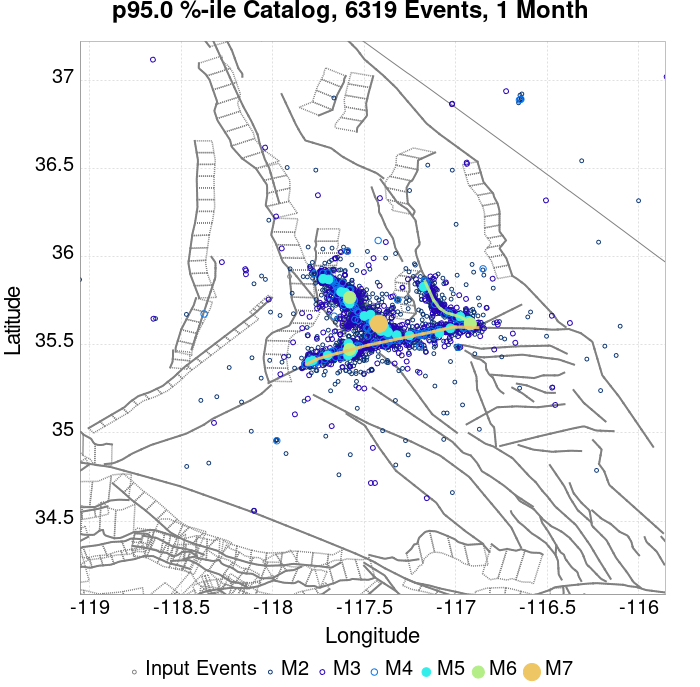 p95.0 %-ile Catalog, 6319 Events, 1 Month
37
36.5
36
35.5
35
34.5
Latitude
-119
-118.5
-118
-117.5
-117
-116.5
-116
Longitude
Input Events
M2
M3
M4
M5
M6
M7